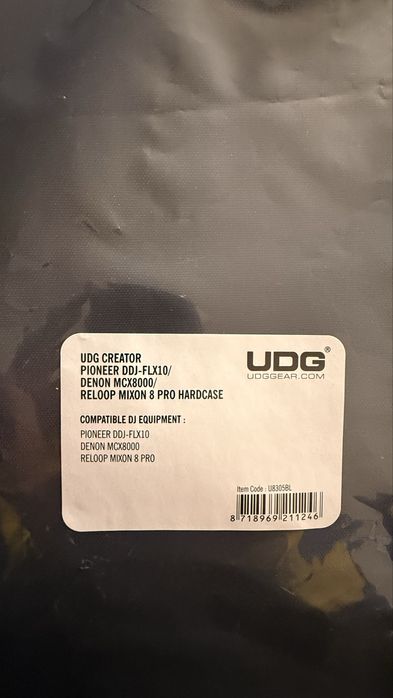 UDG CREATOR
PIONEER DDJ-FLX10/
DENON MCX8000/
RELOOP MIXON 8 PRO HARDCASE
UDG®
UDGGEAR.COM
COMPATIBLE DJ EQUIPMENT :
PIONEER DDJ-FLX10
DENON MCX8000
RELOOP MIXON 8 PRO
Item Code : U8305BL
8 718969 211246